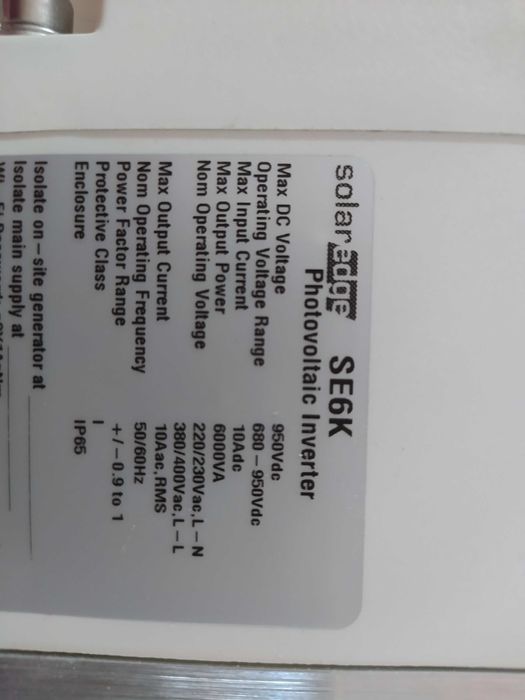 solaredge SE6K
Photovoltaic Inverter
Max DC Voltage 950Vdc
Operating Voltage Range 680-950Vdc
Max Input Current 10Adc
Max Output Power 6000VA
Nom Operating Voltage 220/230Vac,L-N
380/400Vac,L-L
Max Output Current 10Aac,RMS
Nom Operating Frequency 50/60Hz
Power Factor Range +/-0.9 to 1
Protective Class I
Enclosure IP65
Isolate on-site generator at
Isolate main supply at